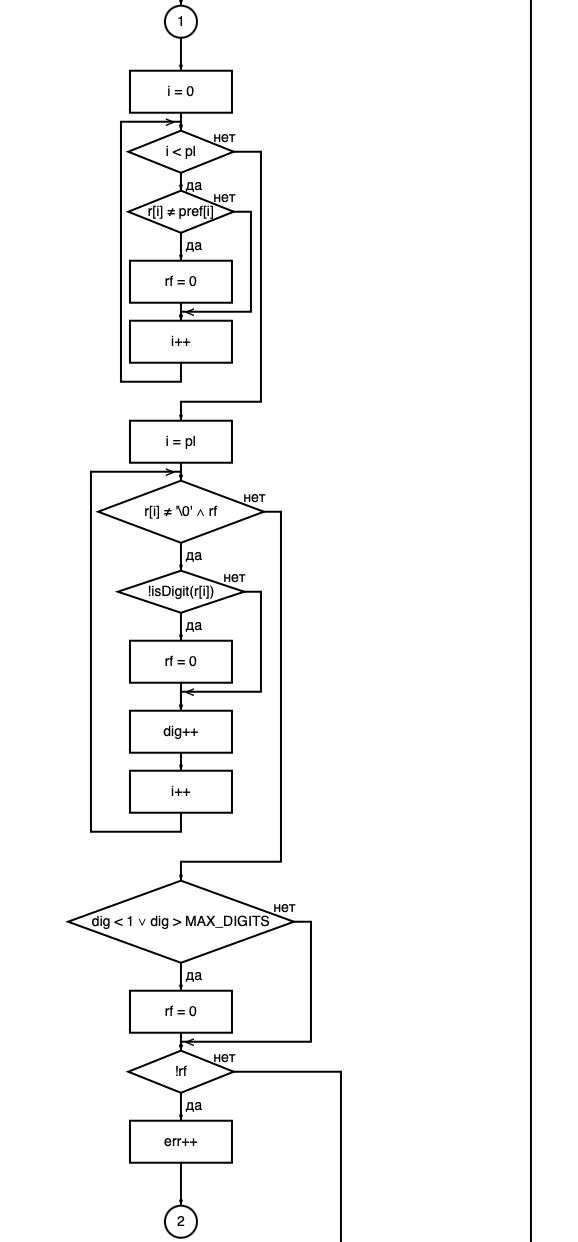 1
i = 0
нет
i < pl
да
нет
r[i] ≠ pref[i]
да
rf = 0
i++
i = pl
нет
r[i] ≠ '\0' ∧ rf
да
нет
!isDigit(r[i])
да
rf = 0
dig++
i++
нет
dig < 1 ∨ dig > MAX_DIGITS
да
rf = 0
нет
!rf
да
err++
2